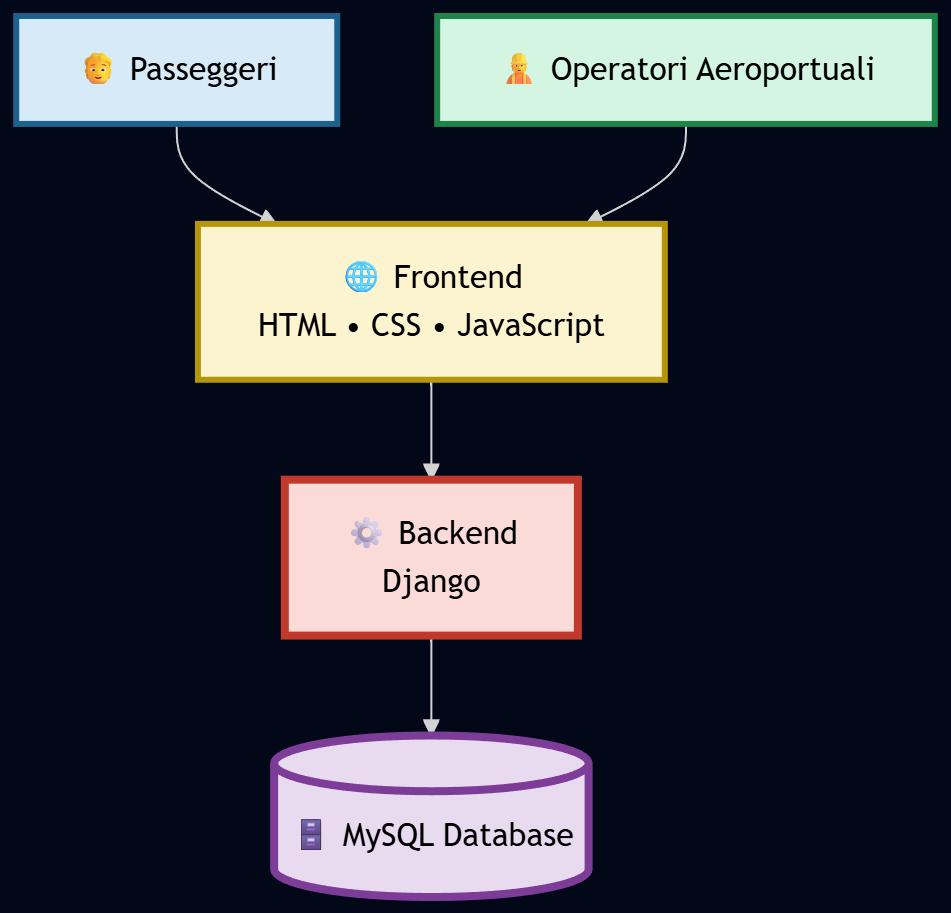 Passeggeri
Operatori Aeroportuali
Frontend
HTML • CSS • JavaScript
Backend
Django
MySQL Database